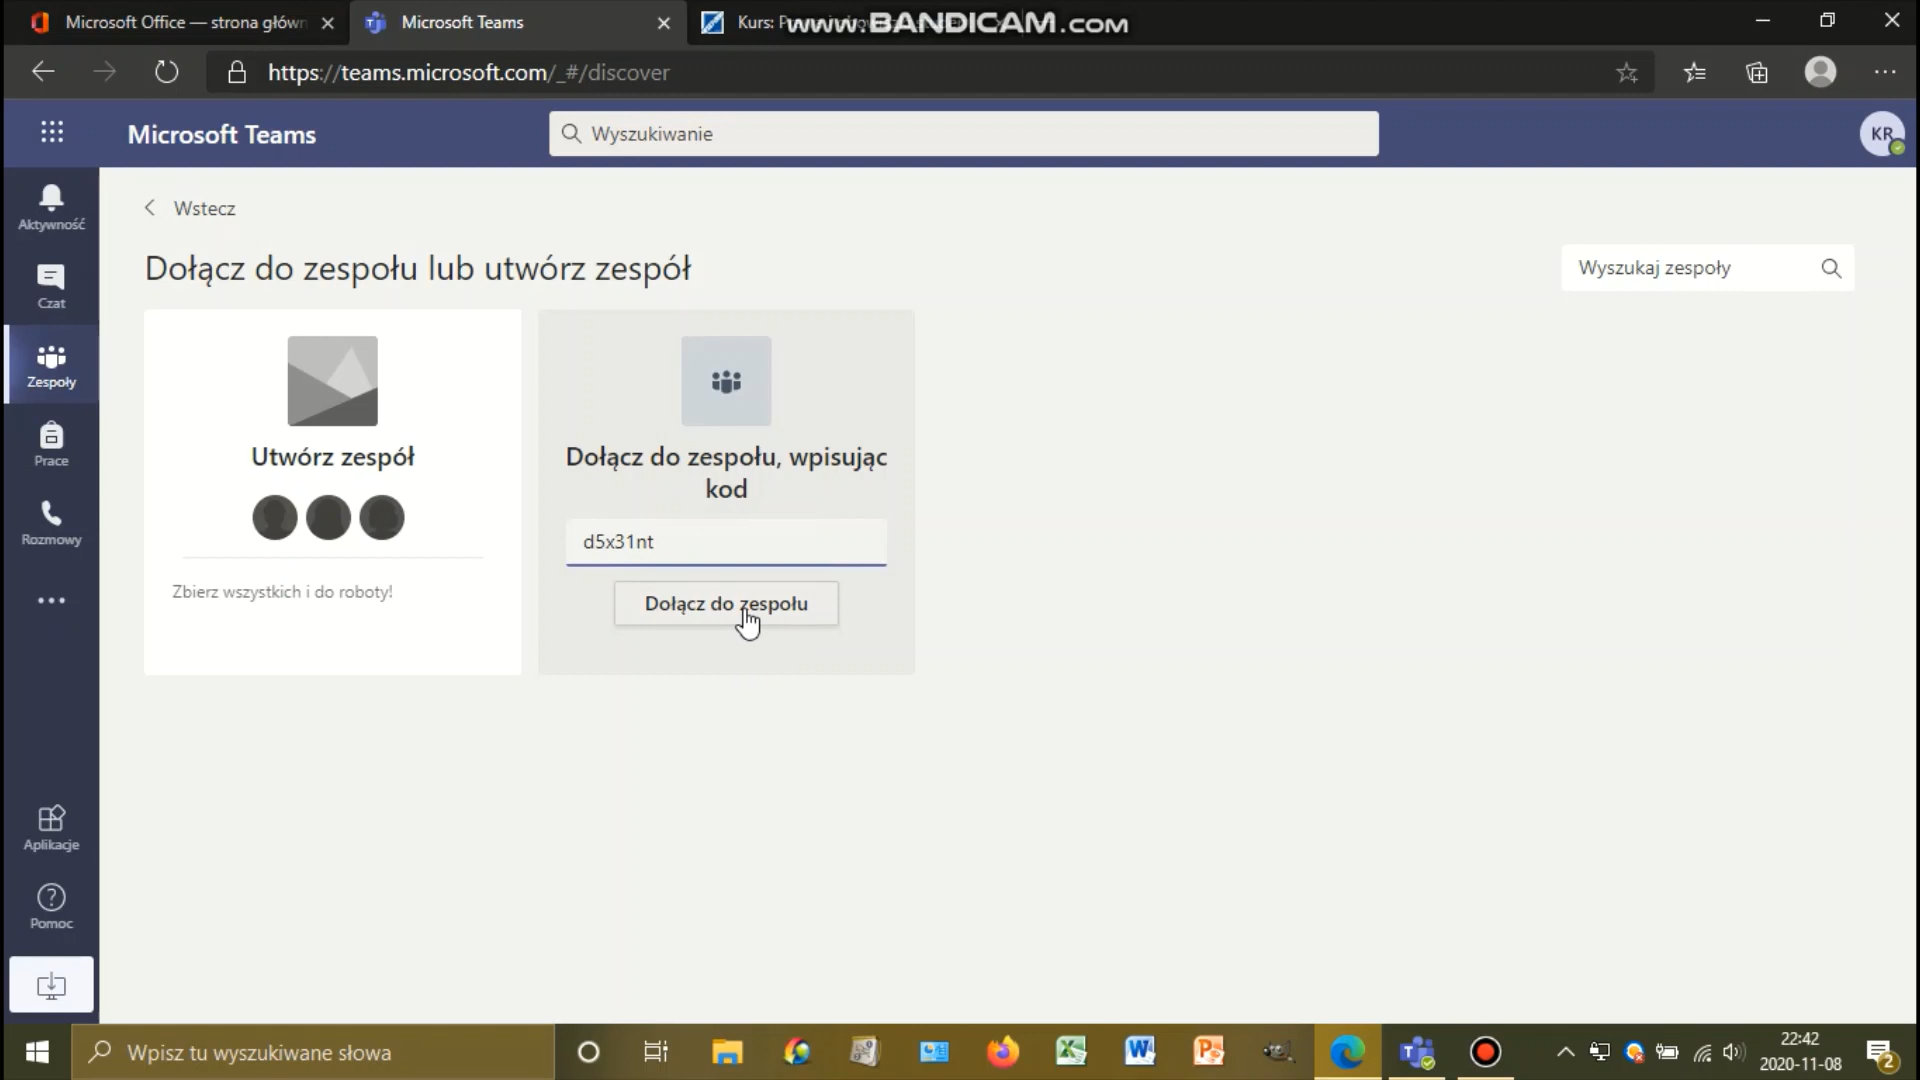 Microsoft Office — strona główn
Microsoft Teams
Kurs:
www.BANDICAM.com
https://teams.microsoft.com/_#/discover
Microsoft Teams
Wyszukiwanie
KR
Aktywność
Czat
Zespoły
Prace
Rozmowy
Aplikacje
Pomoc
Wstecz
Dołącz do zespołu lub utwórz zespół
Wyszukaj zespoły
Utwórz zespół
Zbierz wszystkich i do roboty!
Dołącz do zespołu, wpisując
kod
d5x31nt
Dołącz do zespołu
Wpisz tu wyszukiwane słowa
22:42
2020-11-08
2